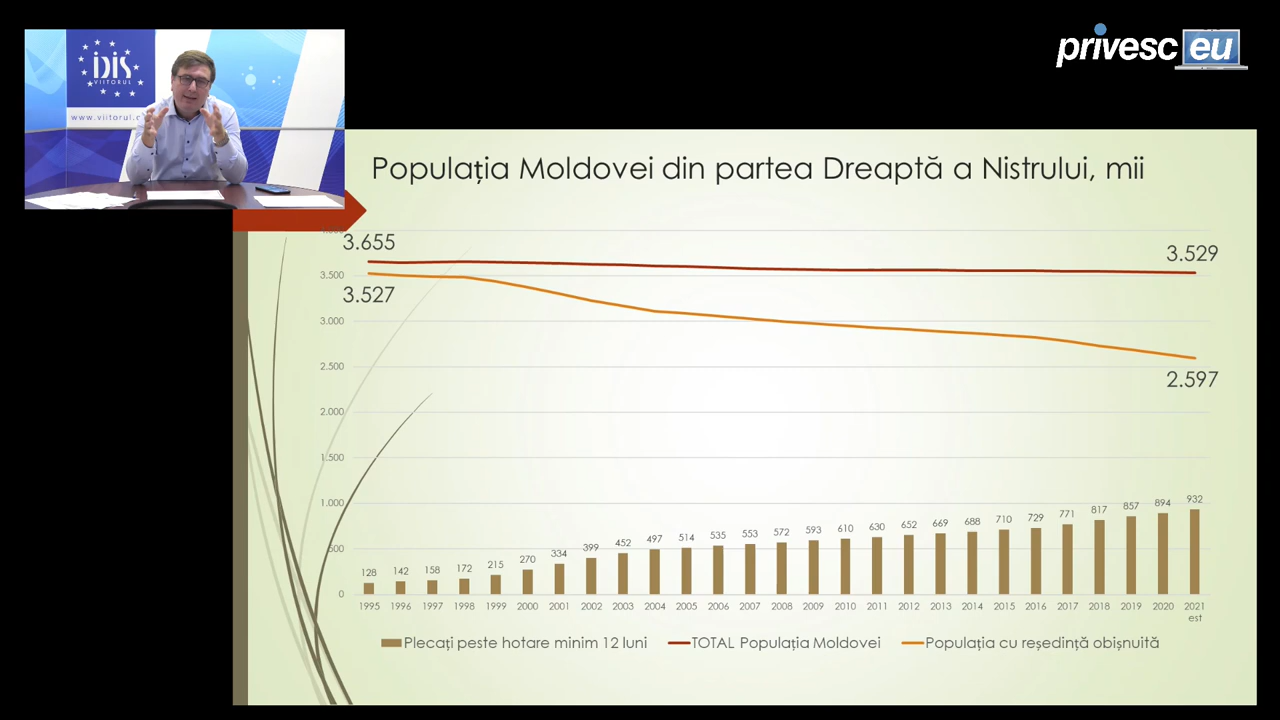 iDiS
VIITORUL
www.viitorul.
privesc eu
Populația Moldovei din partea Dreaptă a Nistrului, mii
3.655
3.529
3.500
3.527
3.000
2.500
2.597
2.000
1.500
1.000
500
0
128 142 158 172 215 270 334 399 452 497 514 535 553 572 593 610 630 652 669 688 710 729 771 817 857 894 932
1995 1996 1997 1998 1999 2000 2001 2002 2003 2004 2005 2006 2007 2008 2009 2010 2011 2012 2013 2014 2015 2016 2017 2018 2019 2020 2021
est
Plecați peste hotare minim 12 luni TOTAL Populația Moldovei Populația cu reședință obișnuită